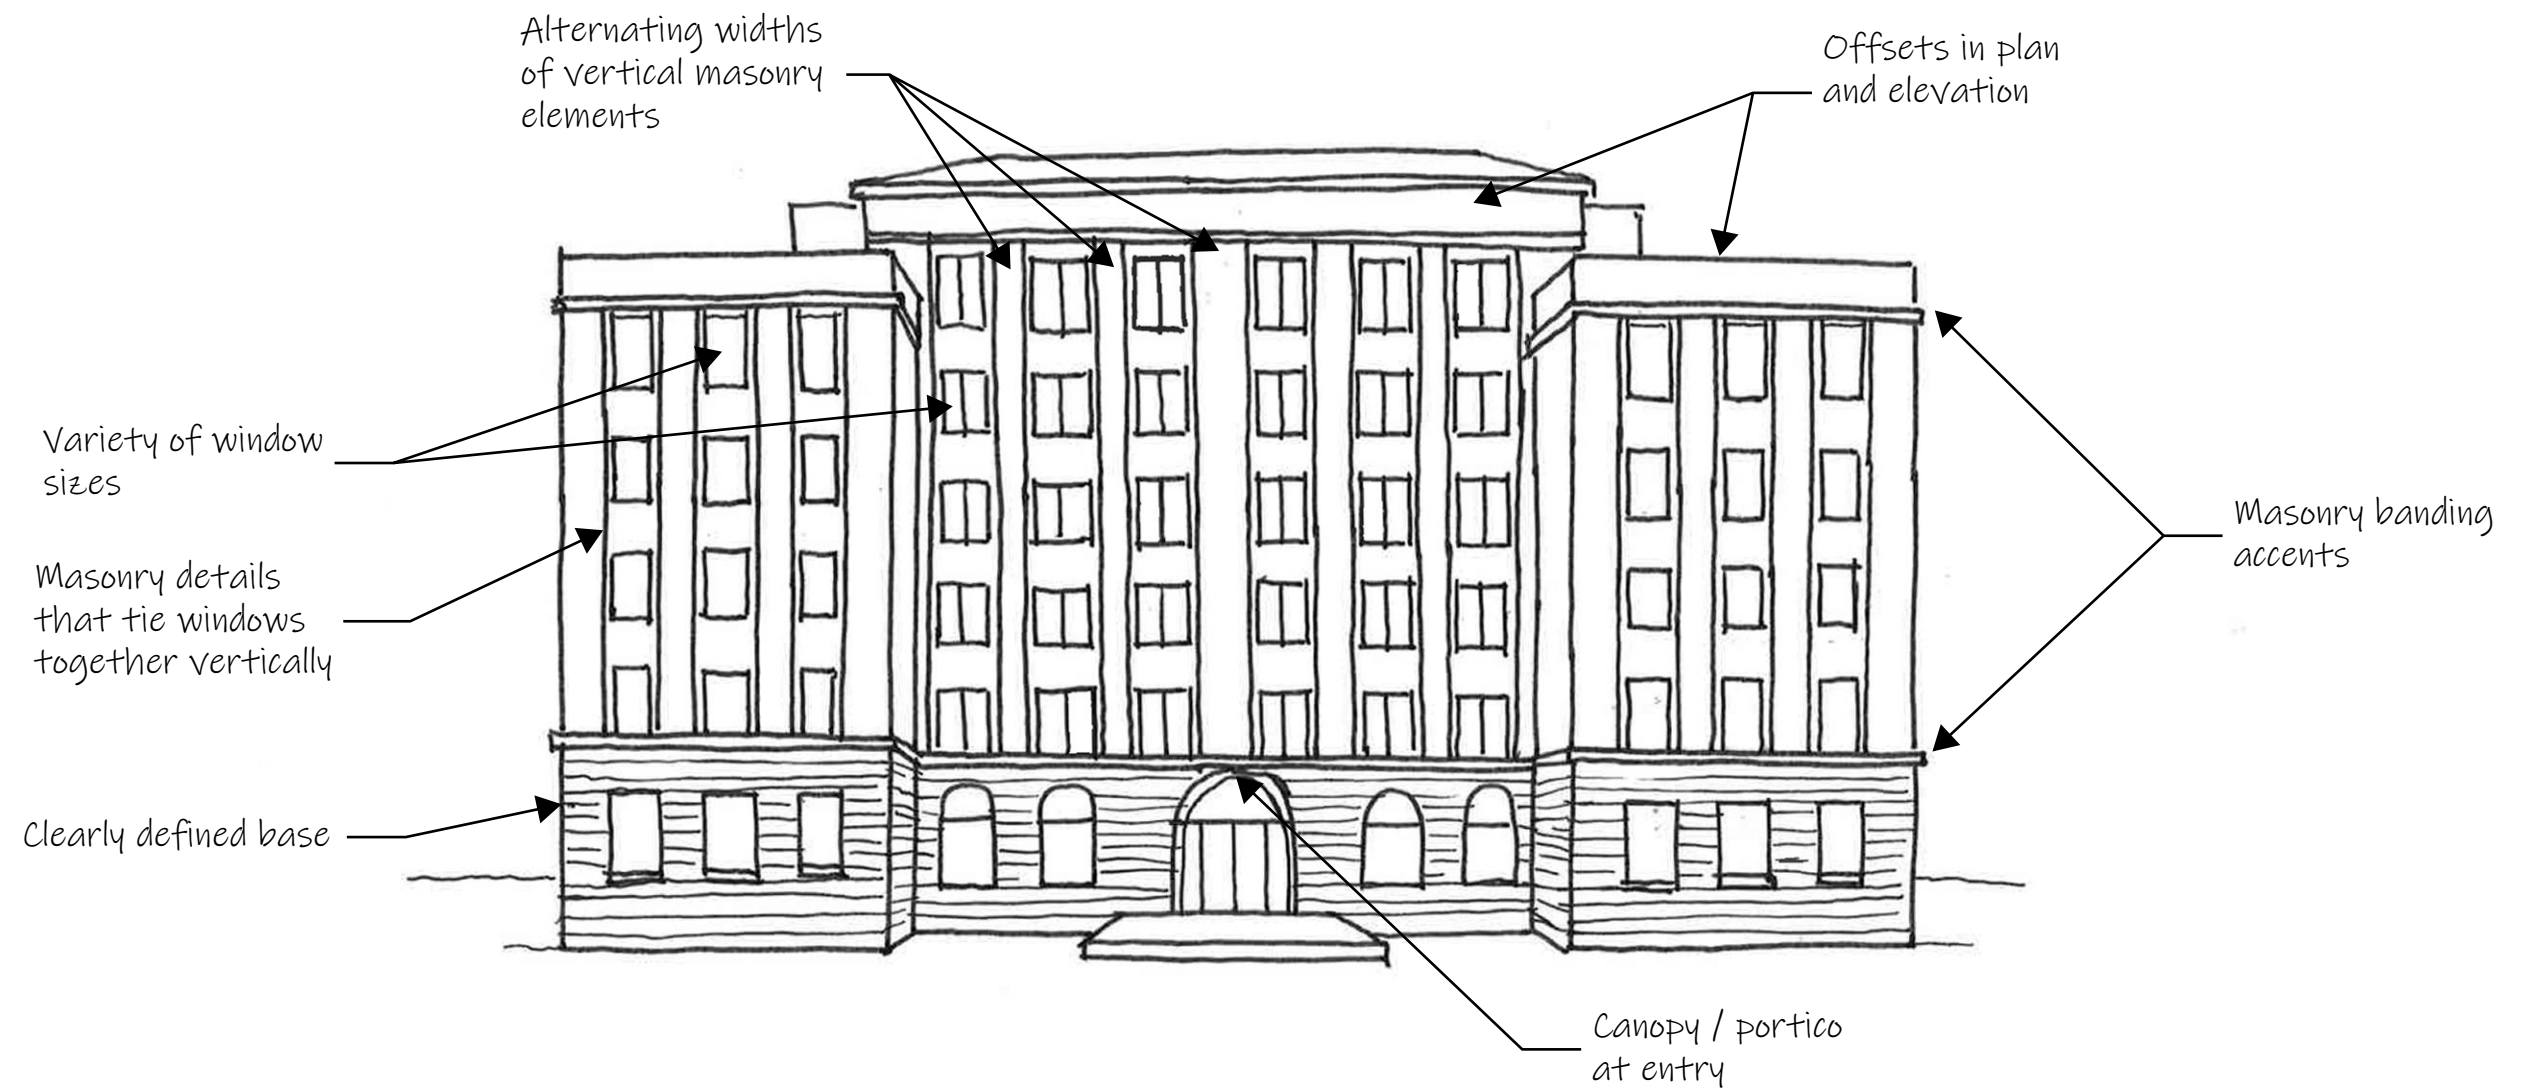 Alternating widths
of vertical masonry
elements
Offsets in plan
and elevation
Variety of window
sizes
Masonry details
that tie windows
together vertically
Clearly defined base
Masonry banding
accents
Canopy / portico
at entry